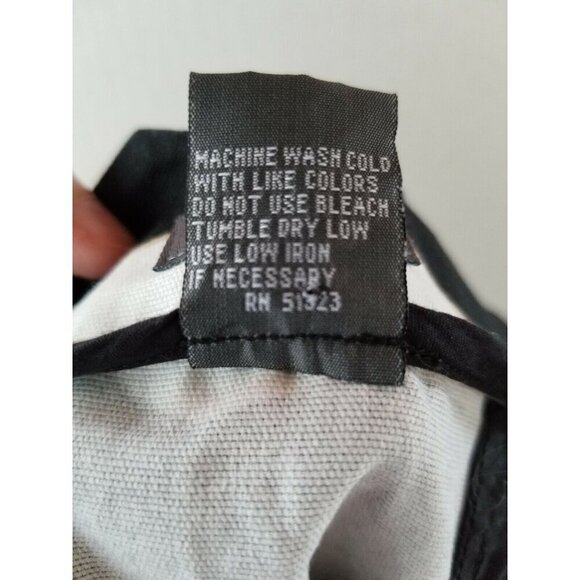 MACHINE WASH COLD
WITH LIKE COLORS
DO NOT USE BLEACH
TUMBLE DRY LOW
USE LOW IRON
IF NECESSARY
RN